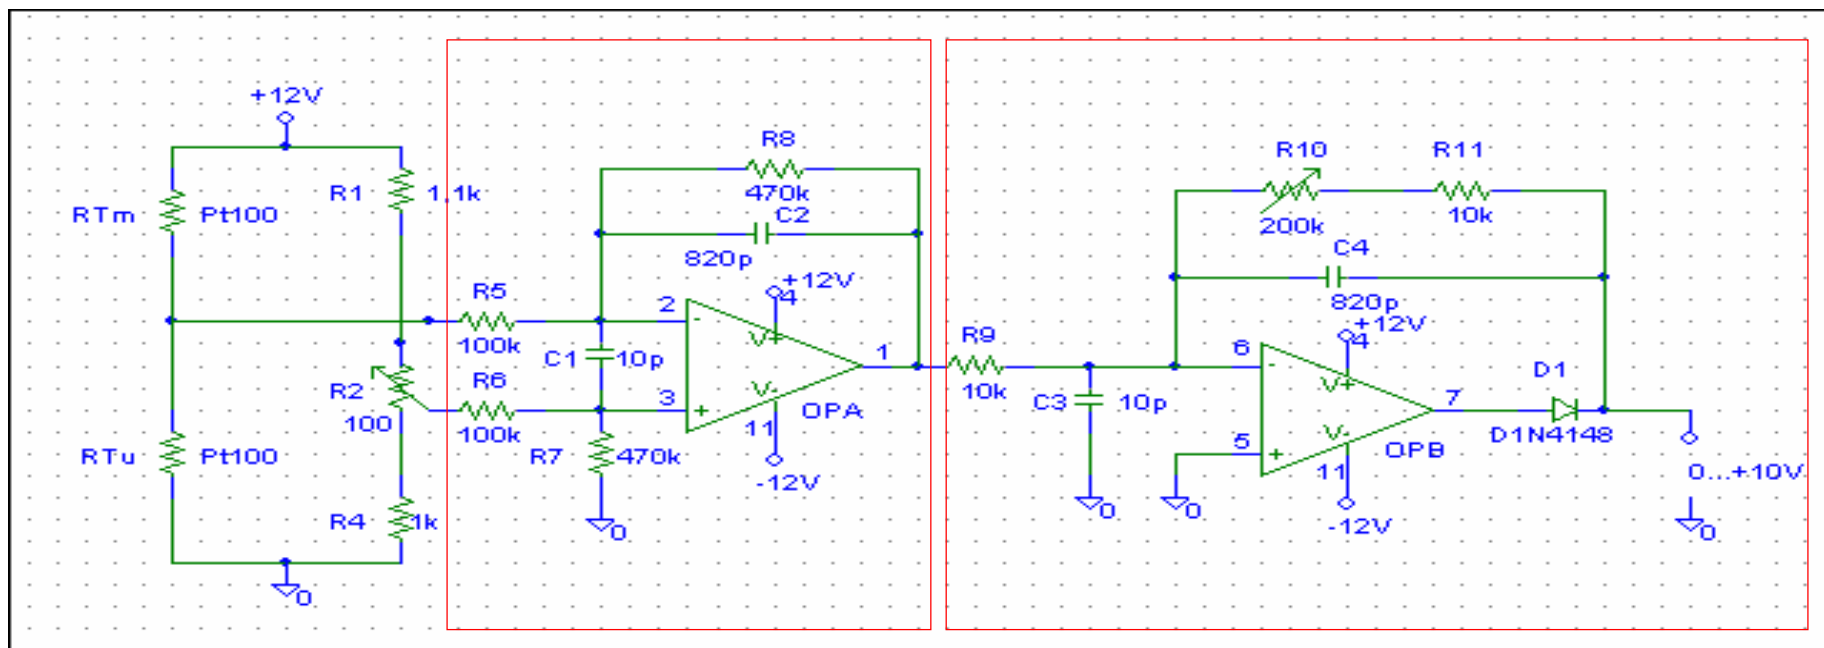 +12V
RTm
Pt100
R1
1.1k
R2
100
RTu
Pt100
R4
1k
0
R8
470k
C2
820p
+12V
4
R5
100k
2
-
V+
C1
10p
1
R6
100k
3
+
V-
OPA
11
R7
470k
-12V
0
R10
200k
R11
10k
C4
820p
+12V
4
R9
10k
6
-
V+
C3
10p
D1
7
D1N4148
5
+
V-
OPB
11
0
0
-12V
0...+10V
0